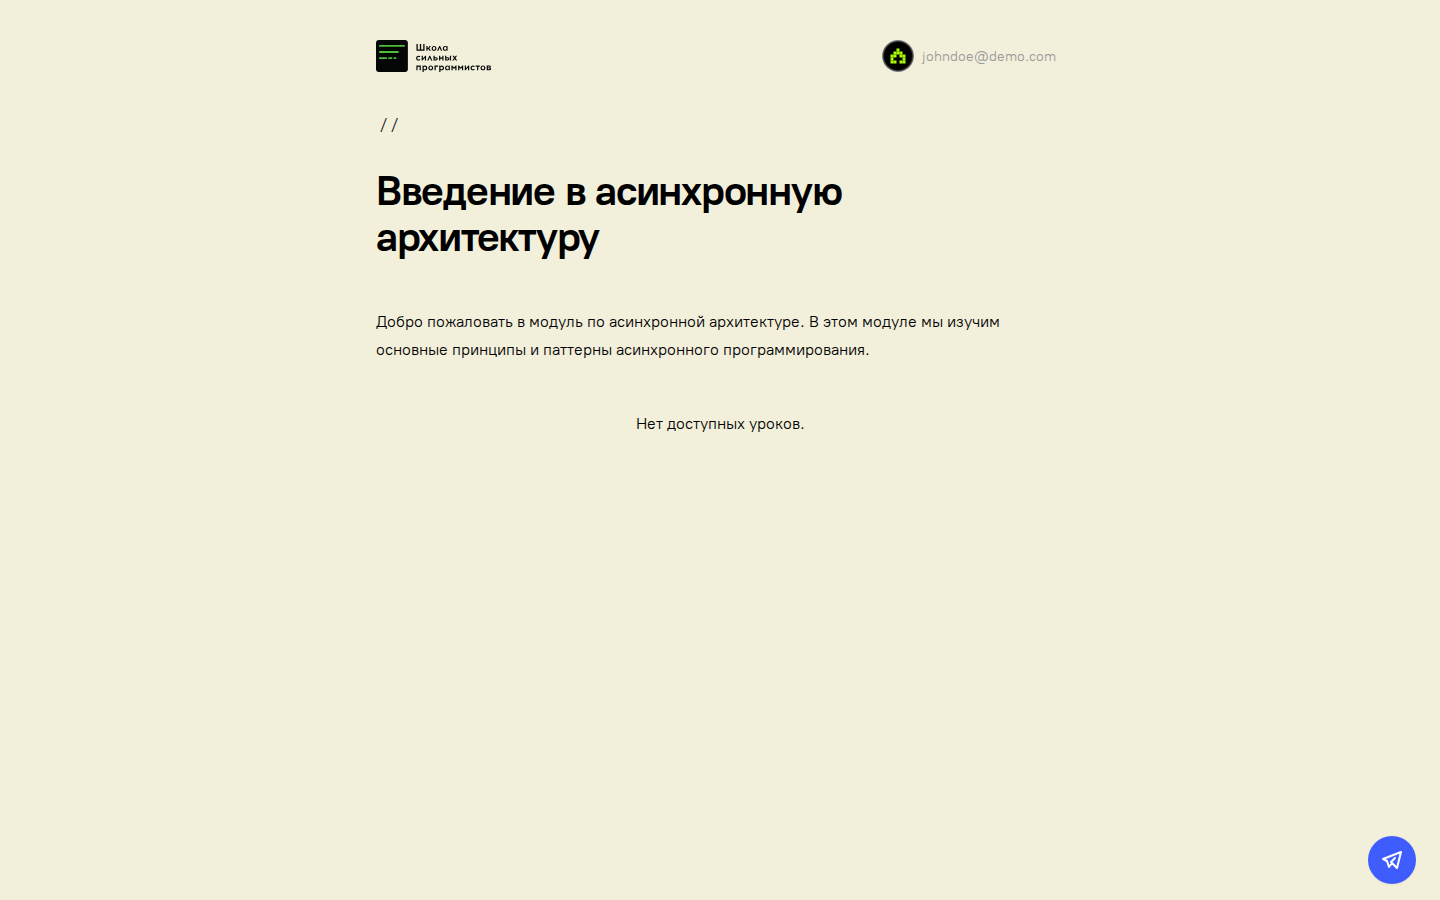 Школа
сильных
программистов
johndoe@demo.com
//
Введение в асинхронную
архитектуру
Добро пожаловать в модуль по асинхронной архитектуре. В этом модуле мы изучим
основные принципы и паттерны асинхронного программирования.
Нет доступных уроков.